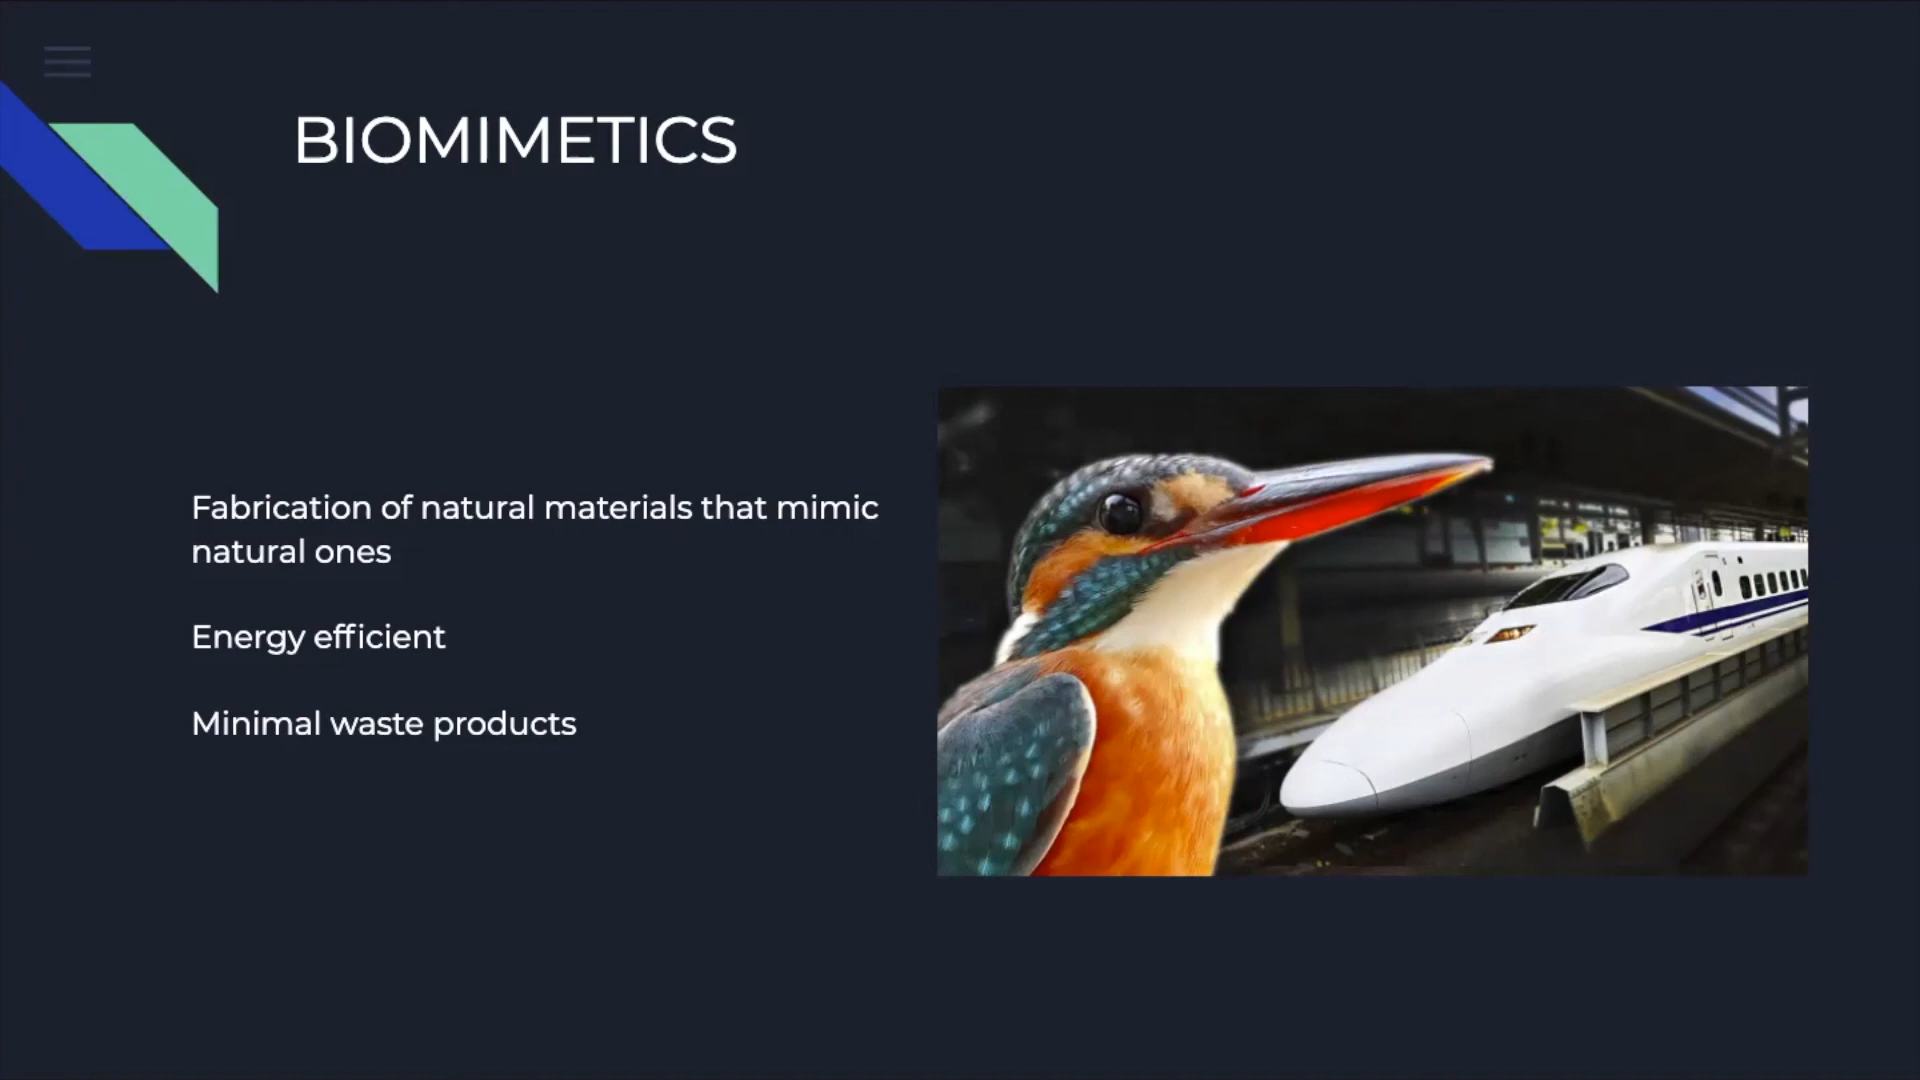 BIOMIMETICS
Fabrication of natural materials that mimic
natural ones
Energy efficient
Minimal waste products